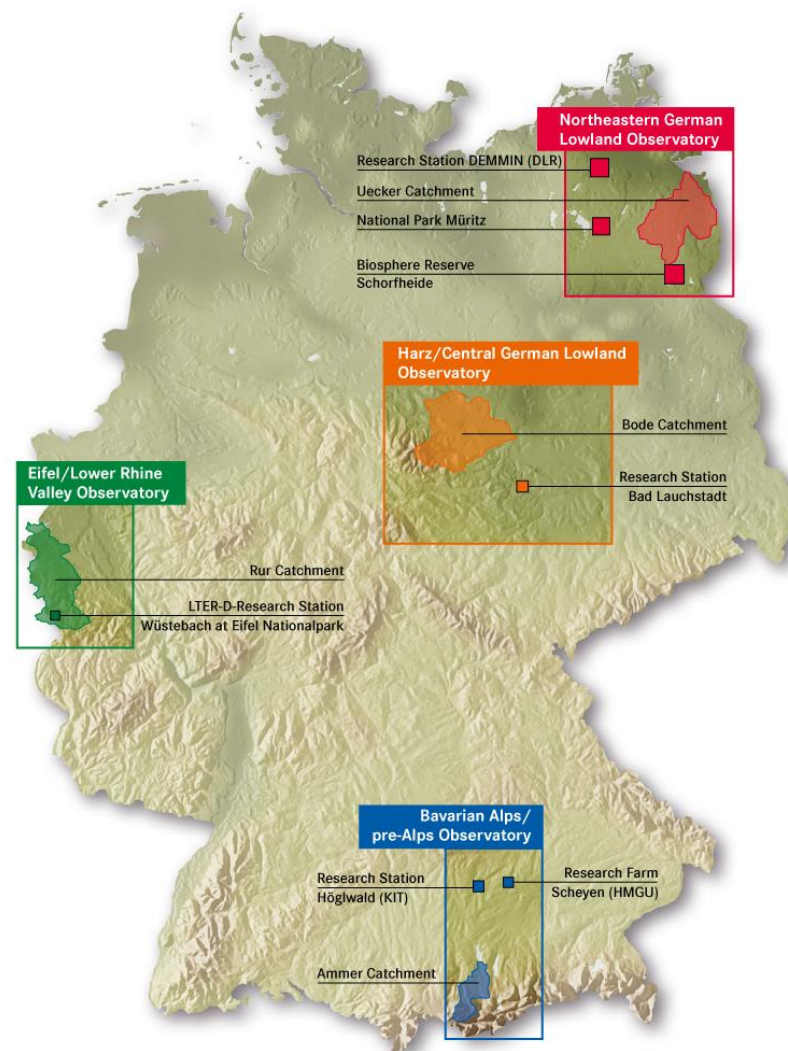 Northeastern German
Lowland Observatory
Research Station DEMMIN (DLR)
Uecker Catchment
National Park Müritz
Biosphere Reserve
Schorfheide
Harz/Central German Lowland
Observatory
Bode Catchment
Research Station
Bad Lauchstadt
Eifel/Lower Rhine
Valley Observatory
Rur Catchment
LTER-D-Research Station
Wüstebach at Eifel Nationalpark
Bavarian Alps/
pre-Alps Observatory
Research Station
Höglwald (KIT)
Research Farm
Scheyen (HMGU)
Ammer Catchment